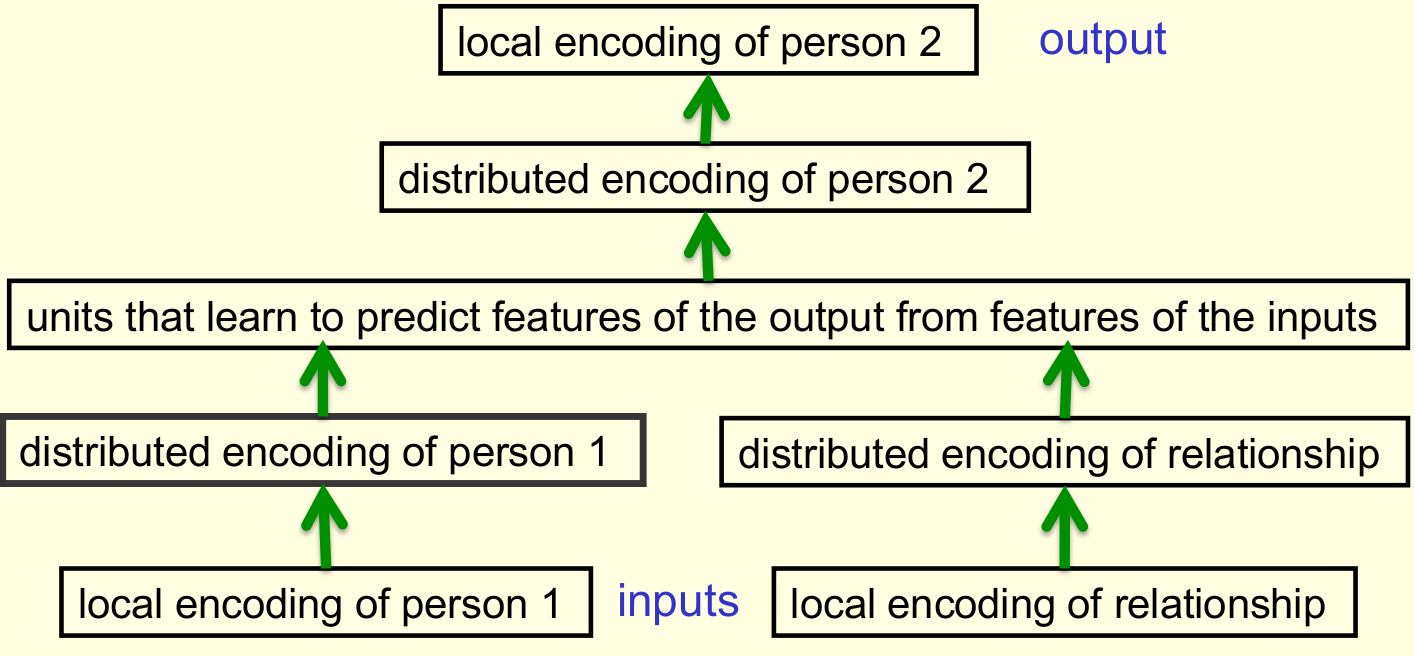 local encoding of person 2
output
distributed encoding of person 2
units that learn to predict features of the output from features of the inputs
distributed encoding of person 1
distributed encoding of relationship
local encoding of person 1
inputs
local encoding of relationship